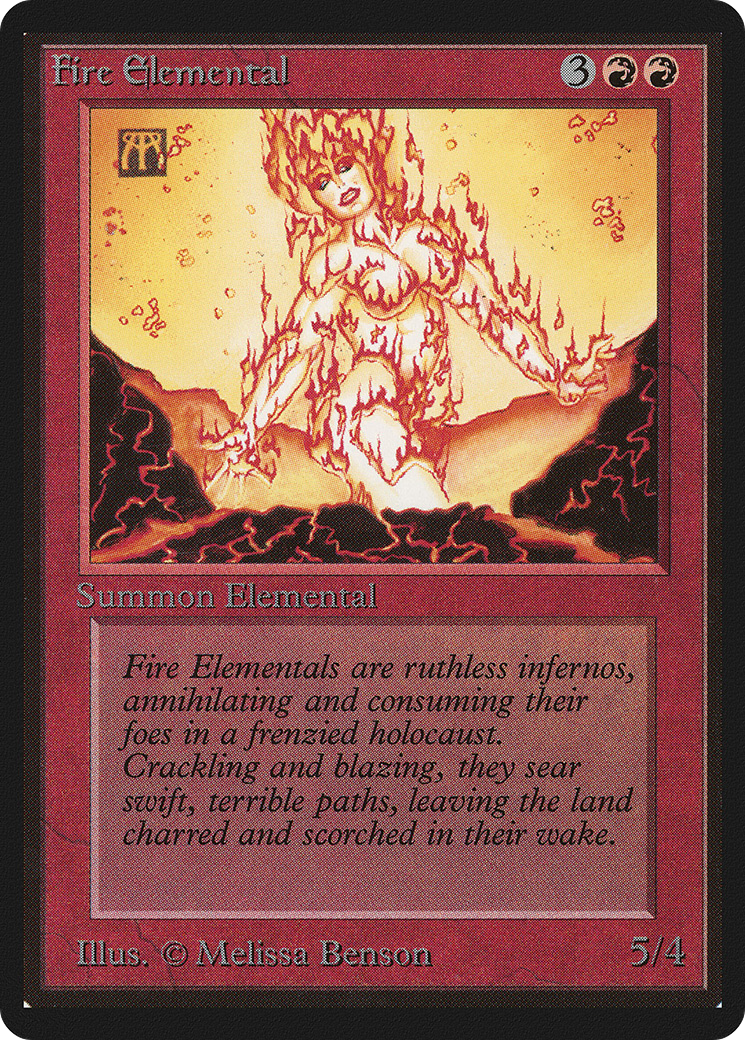 Fire Elemental 3
Summon Elemental
Fire Elementals are ruthless infernos,
annihilating and consuming their
foes in a frenzied holocaust.
Crackling and blazing, they sear
swift, terrible paths, leaving the land
charred and scorched in their wake.
Illus. © Melissa Benson 5/4